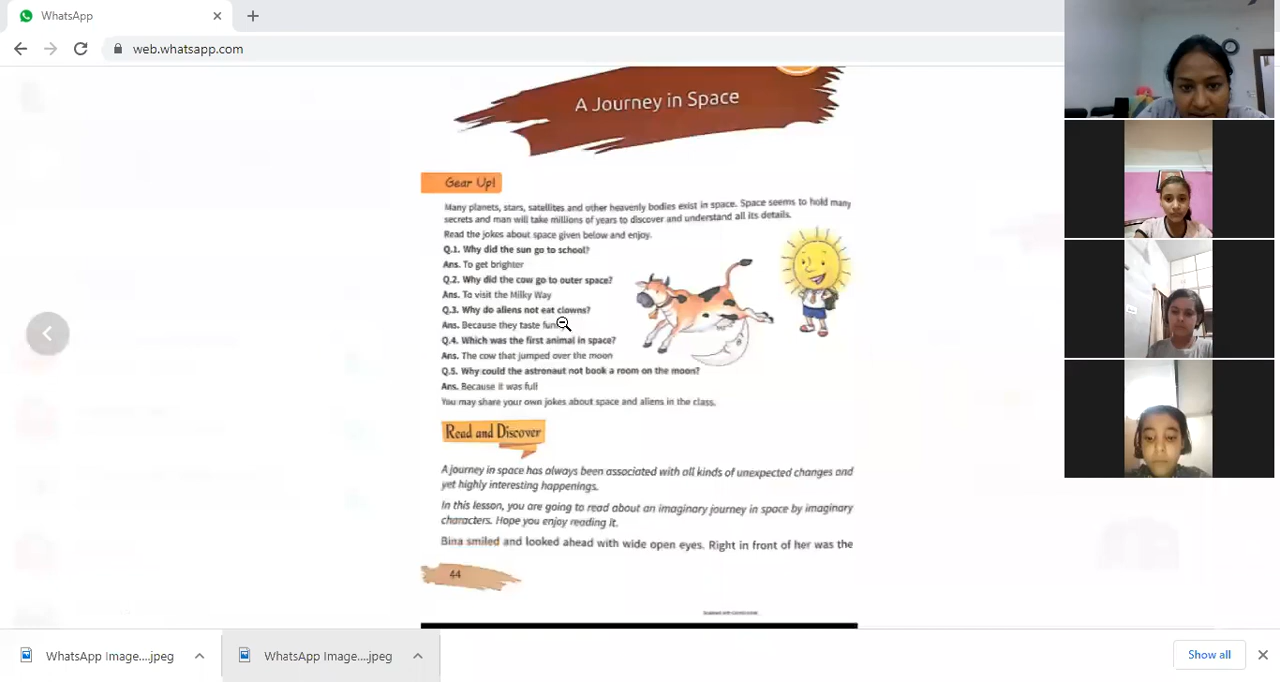 WhatsApp
web.whatsapp.com
A Journey in Space
Gear Up!
Many planets, stars, satellites and other heavenly bodies exist in space. Space seems to hold many
secrets and man will take millions of years to discover and understand all its details.
Read the jokes about space given below and enjoy.
Q.1. Why did the sun go to school?
Ans. To get brighter
Q.2. Why did the cow go to outer space?
Ans. To visit the Milky Way
Q.3. Why do aliens not eat clowns?
Ans. Because they taste
Q.4. Which was the first animal in space?
Ans. The cow that jumped over the moon
Q.5. Why could the astronaut not book a room on the moon?
Ans. Because it was full
You may share your own jokes about space and aliens in the class.
Read and Discover
A journey in space has always been associated with all kinds of unexpected changes and
yet highly interesting happenings.
In this lesson, you are going to read about an imaginary journey in space by imaginary
characters. Hope you enjoy reading it.
Bina smiled and looked ahead with wide open eyes. Right in front of her was the
44
WhatsApp Image....jpeg
WhatsApp Image....jpeg
Show all